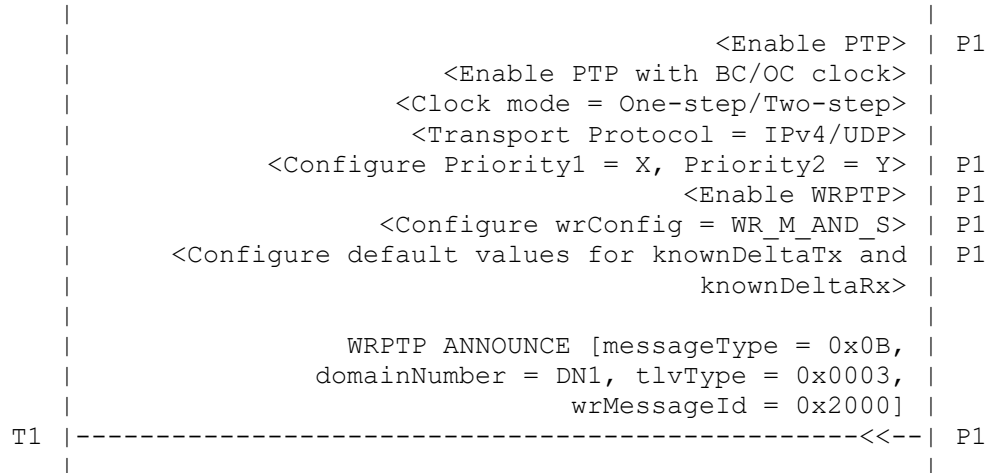 <Enable PTP> | P1
<Enable PTP with BC/OC clock> |
<Clock mode = One-step/Two-step> |
<Transport Protocol = IPv4/UDP> |
<Configure Priority1 = X, Priority2 = Y> | P1
<Enable WRPTP> | P1
<Configure wrConfig = WR_M_AND_S> | P1
<Configure default values for knownDeltaTx and | P1
knownDeltaRx> |
WRPTP ANNOUNCE [messageType = 0x0B, |
domainNumber = DN1, tlvType = 0x0003, |
wrMessageId = 0x2000] |
T1 |-------------------------------------------------<<--| P1